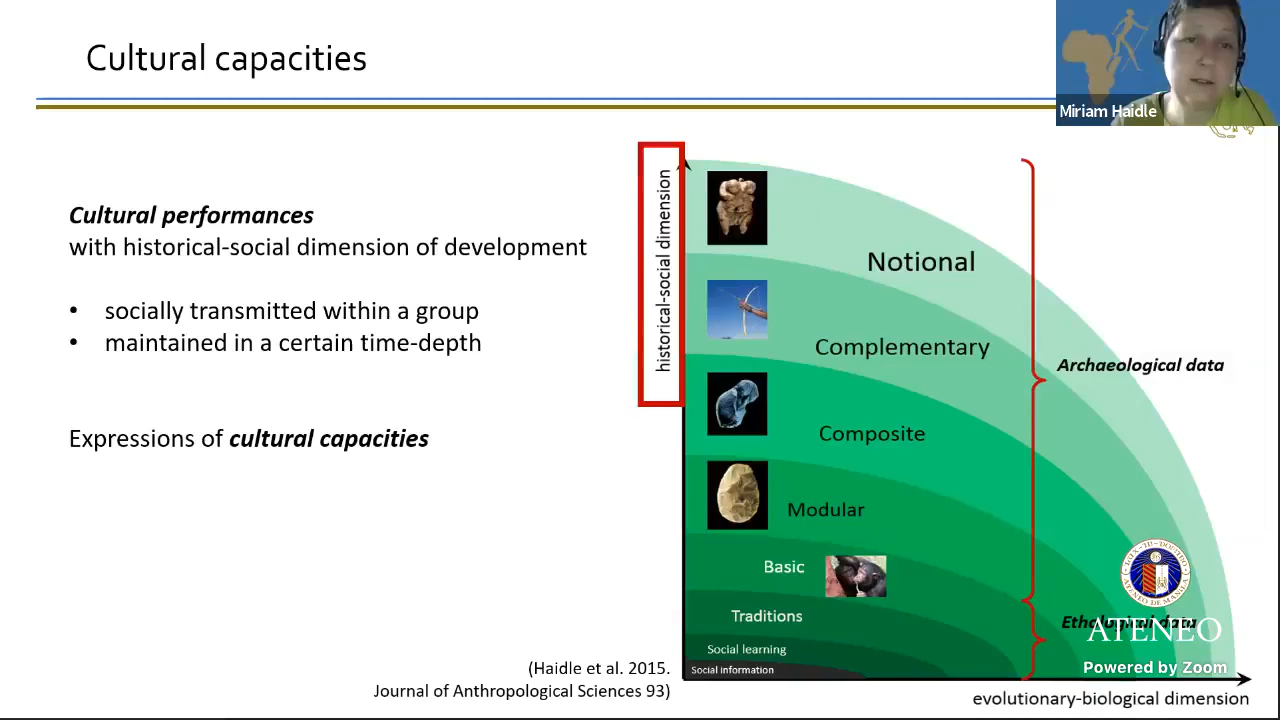 Cultural capacities
Miriam Haidle
Cultural performances
with historical-social dimension of development
• socially transmitted within a group
• maintained in a certain time-depth
Expressions of cultural capacities
(Haidle et al. 2015.
Journal of Anthropological Sciences 93)
historical-social dimension
Notional
Complementary
Composite
Modular
Basic
Traditions
Social learning
Social information
Archaeological data
Ethological data
ATENEO
Powered by Zoom
evolutionary-biological dimension